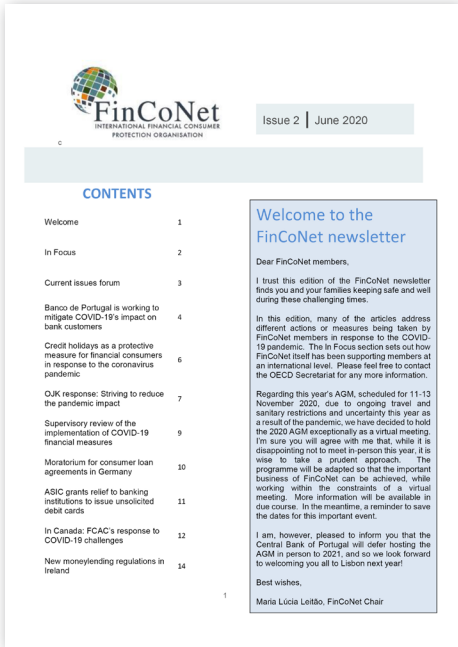 FinCoNet
INTERNATIONAL FINANCIAL CONSUMER
PROTECTION ORGANISATION
c
Issue 2 | June 2020
CONTENTS
Welcome 1
In Focus 2
Current issues forum 3
Banco de Portugal is working to
mitigate COVID-19's impact on
bank customers 4
Credit holidays as a protective
measure for financial consumers
in response to the coronavirus
pandemic 6
OJK response: Striving to reduce
the pandemic impact 7
Supervisory review of the
implementation of COVID-19
financial measures 9
Moratorium for consumer loan
agreements in Germany 10
ASIC grants relief to banking
institutions to issue unsolicited
debit cards 11
In Canada: FCAC's response to
COVID-19 challenges 12
New moneylending regulations in
Ireland 14
Welcome to the
FinCoNet newsletter
Dear FinCoNet members,
I trust this edition of the FinCoNet newsletter
finds you and your families keeping safe and well
during these challenging times.
In this edition, many of the articles address
different actions or measures being taken by
FinCoNet members in response to the COVID-
19 pandemic. The In Focus section sets out how
FinCoNet itself has been supporting members at
an international level. Please feel free to contact
the OECD Secretariat for any more information.
Regarding this year's AGM, scheduled for 11-13
November 2020, due to ongoing travel and
sanitary restrictions and uncertainty this year as
a result of the pandemic, we have decided to hold
the 2020 AGM exceptionally as a virtual meeting.
I'm sure you will agree with me that, while it is
disappointing not to meet in-person this year, it is
wise to take a prudent approach. The
programme will be adapted so that the important
business of FinCoNet can be achieved, while
working within the constraints of a virtual
meeting. More information will be available in
due course. In the meantime, a reminder to save
the dates for this important event.
I am, however, pleased to inform you that the
Central Bank of Portugal will defer hosting the
AGM in person to 2021, and so we look forward
to welcoming you all to Lisbon next year!
Best wishes,
Maria Lúcia Leitão, FinCoNet Chair
1